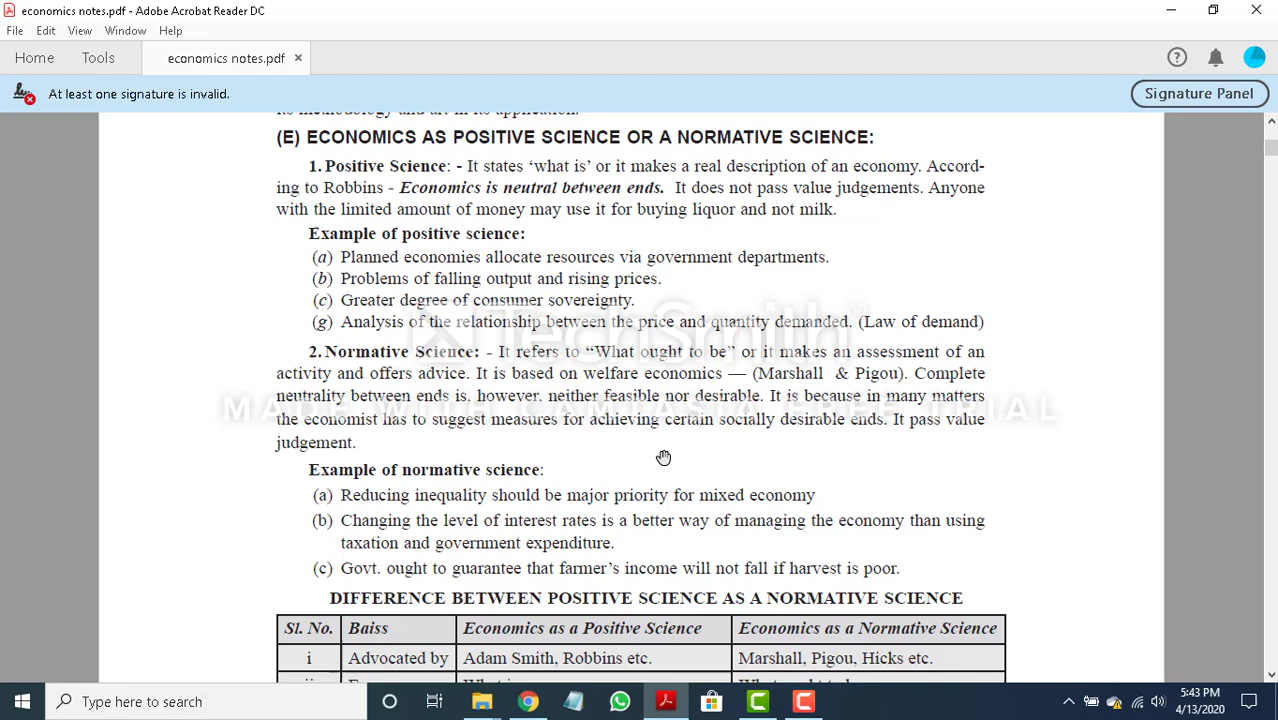 economics notes.pdf - Adobe Acrobat Reader DC
File Edit View Window Help
Home Tools economics notes.pdf ×
At least one signature is invalid. Signature Panel
its methodology and art in its application.
(E) ECONOMICS AS POSITIVE SCIENCE OR A NORMATIVE SCIENCE:
1. Positive Science: - It states ‘what is’ or it makes a real description of an economy. Accord-
ing to Robbins - Economics is neutral between ends. It does not pass value judgements. Anyone
with the limited amount of money may use it for buying liquor and not milk.
Example of positive science:
(a) Planned economies allocate resources via government departments.
(b) Problems of falling output and rising prices.
(c) Greater degree of consumer sovereignty.
(g) Analysis of the relationship between the price and quantity demanded. (Law of demand)
TechSmith®
2. Normative Science: - It refers to “What ought to be” or it makes an assessment of an
activity and offers advice. It is based on welfare economics — (Marshall & Pigou). Complete
neutrality between ends is, however, neither feasible nor desirable. It is because in many matters
MADE WITH CAMTASIA FREE TRIAL
the economist has to suggest measures for achieving certain socially desirable ends. It pass value
judgement.
Example of normative science:
(a) Reducing inequality should be major priority for mixed economy
(b) Changing the level of interest rates is a better way of managing the economy than using
taxation and government expenditure.
(c) Govt. ought to guarantee that farmer’s income will not fall if harvest is poor.
DIFFERENCE BETWEEN POSITIVE SCIENCE AS A NORMATIVE SCIENCE
Sl. No. Baiss Economics as a Positive Science Economics as a Normative Science
i Advocated by Adam Smith, Robbins etc. Marshall, Pigou, Hicks etc.
Type here to search
5:43 PM
4/13/2020